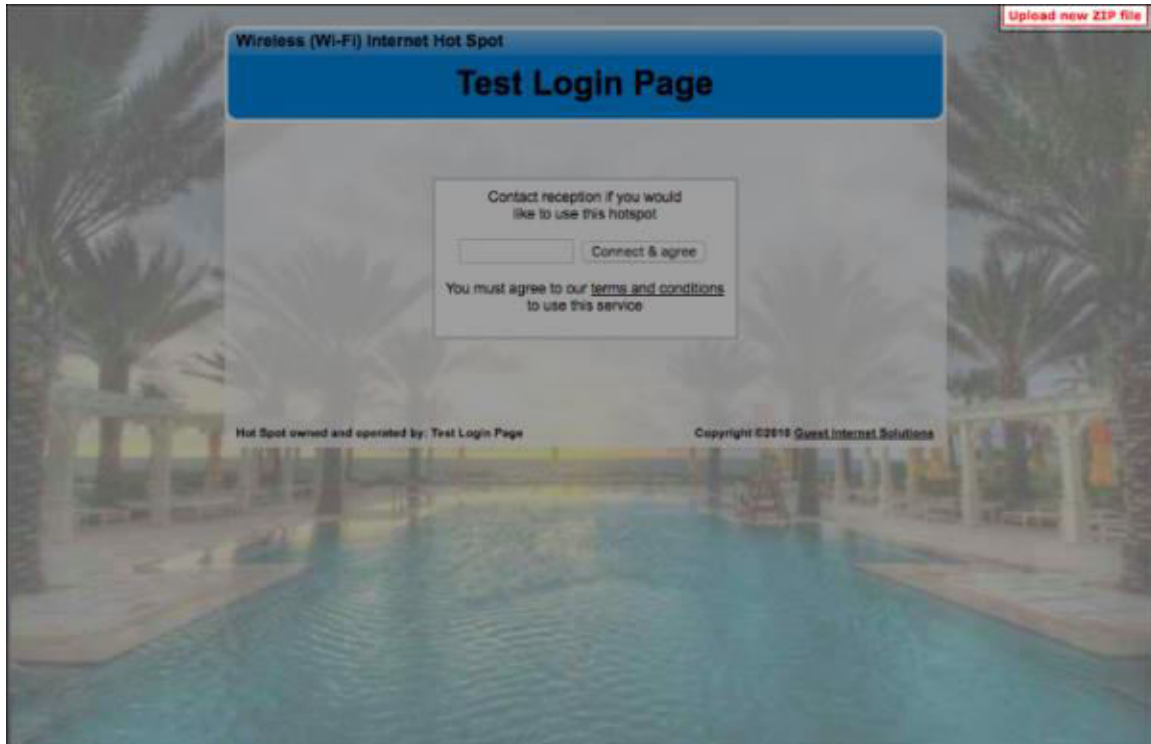 Upload new ZIP file
Wireless (Wi-Fi) Internet Hot Spot
Test Login Page
Contact reception if you would
like to use this hotspot
Connect & agree
You must agree to our terms and conditions
to use this service
Hot Spot owned and operated by: Test Login Page
Copyright ©2018 Guest Internet Solutions